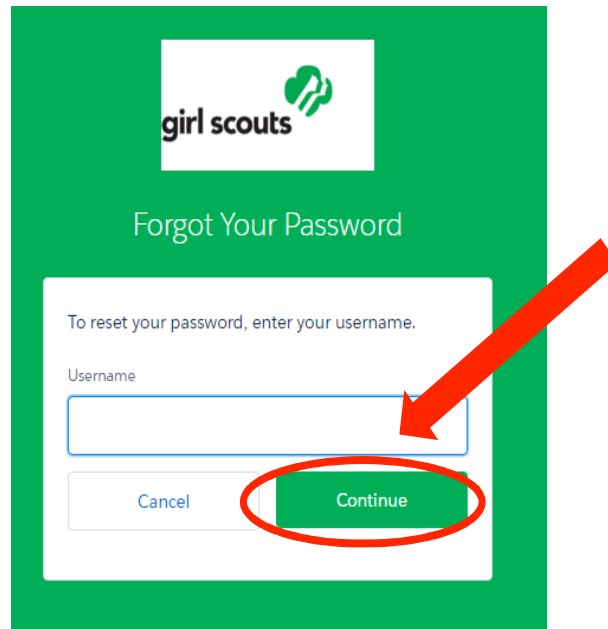 girl scouts
Forgot Your Password
To reset your password, enter your username.
Username
Cancel
Continue